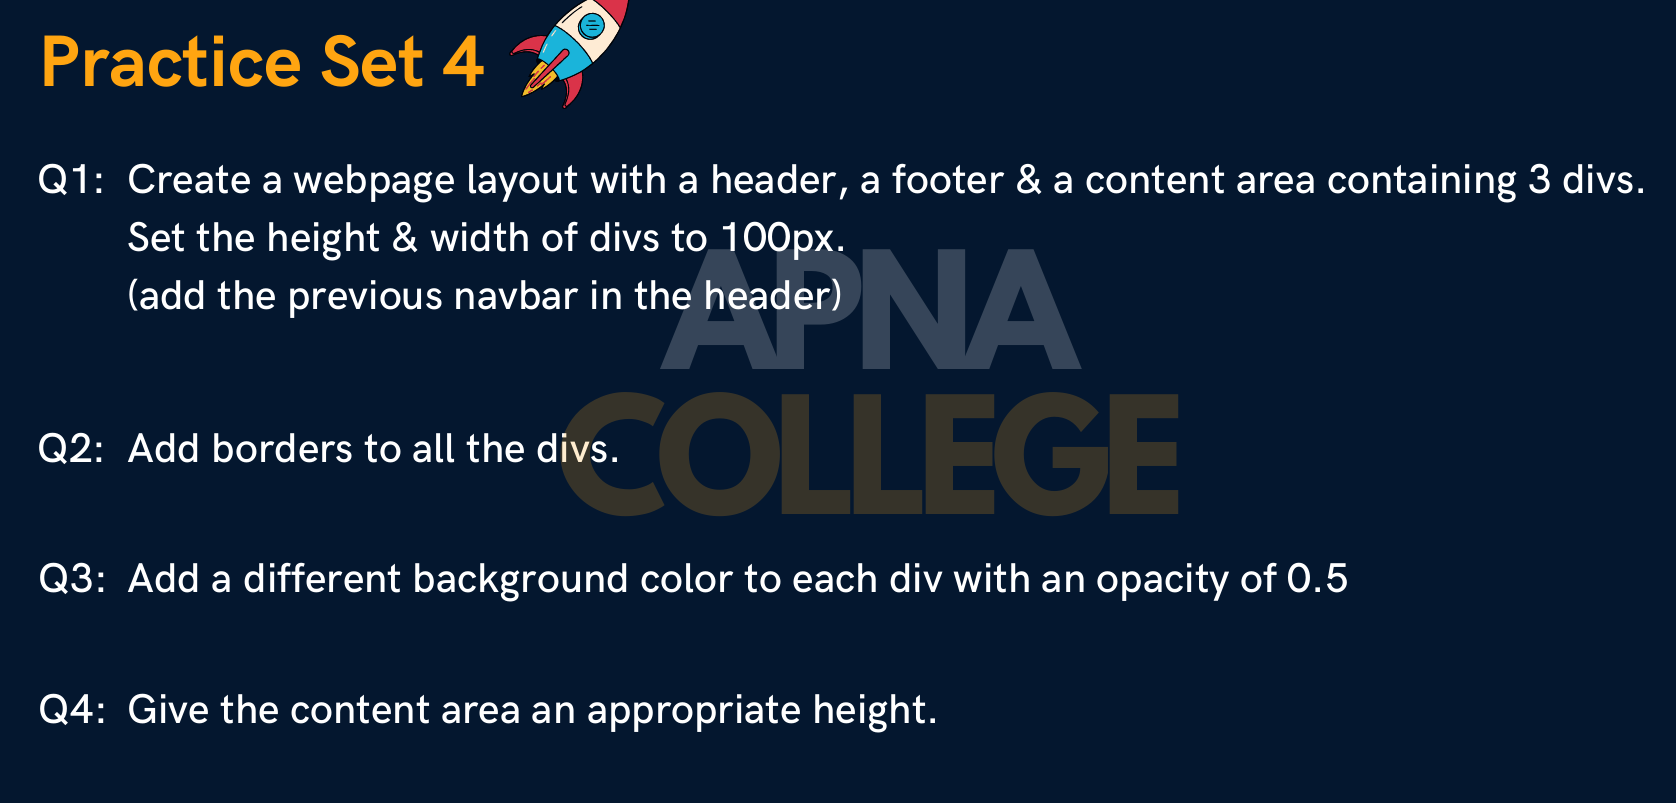 Practice Set 4
Q1: Create a webpage layout with a header, a footer & a content area containing 3 divs.
Set the height & width of divs to 100px.
(add the previous navbar in the header)
APNA
COLLEGE
Q2: Add borders to all the divs.
Q3: Add a different background color to each div with an opacity of 0.5
Q4: Give the content area an appropriate height.